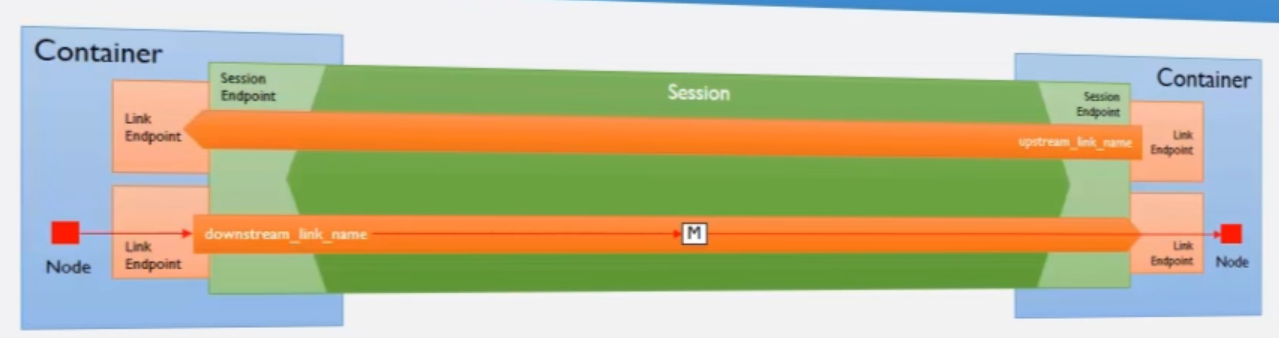 Container
Session
Endpoint
Session
Session
Endpoint
Container
Link
Endpoint
upstream_link_name
Link
Endpoint
downstream_link_name
M
Link
Endpoint
Node
Link
Endpoint
Node